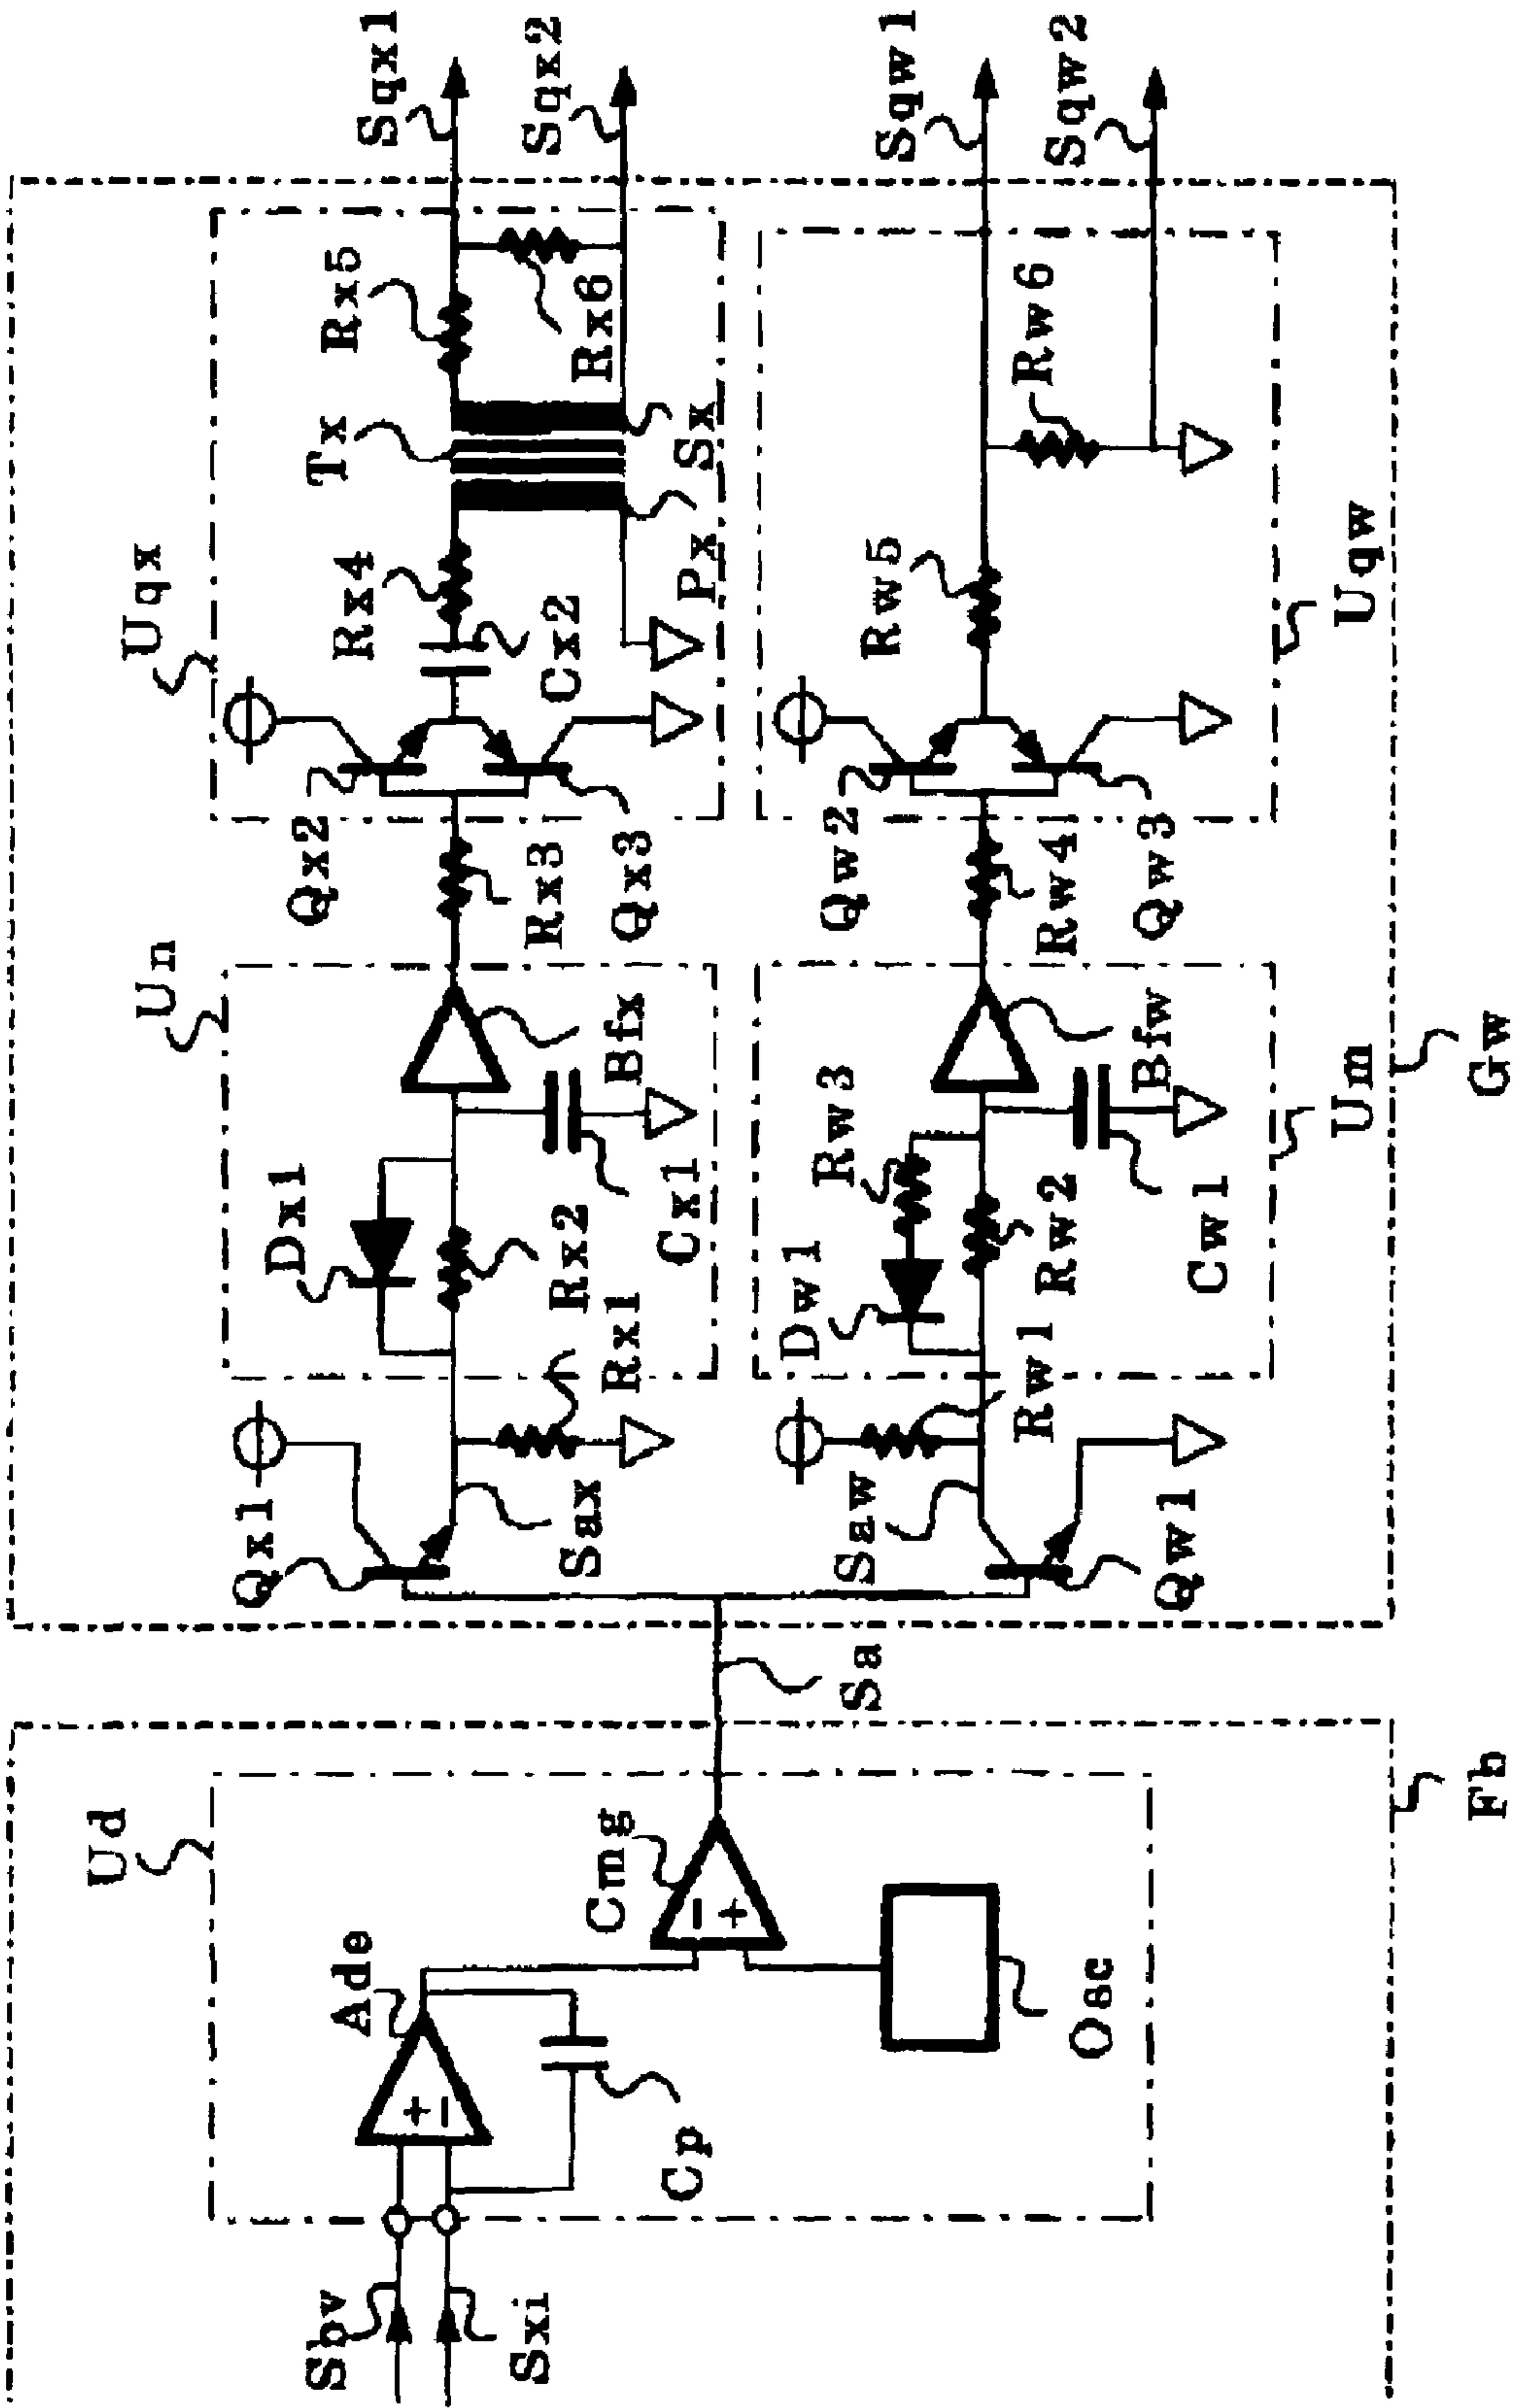 Sqx1
Sqx2
Sqw1
Sqw2
Rx5
Rx6
Rw6
Tx
Sx
Uqx
Rx4
Cx2
Px
Rw5
Uqw
Qx2
Rx3
Qx3
Qw2
Rw4
Qw3
Un
Bfx
Rw3
Bfw
Um
Gw
Dx1
Rx2
Cx1
Dw1
Rw2
Cw1
Rx1
Rw1
Qx1
Sax
Saw
Qw1
Sa
Ud
Cmg
Fb
Ade
+
−
−
+
Osc
Cp
Sbv
Sxi